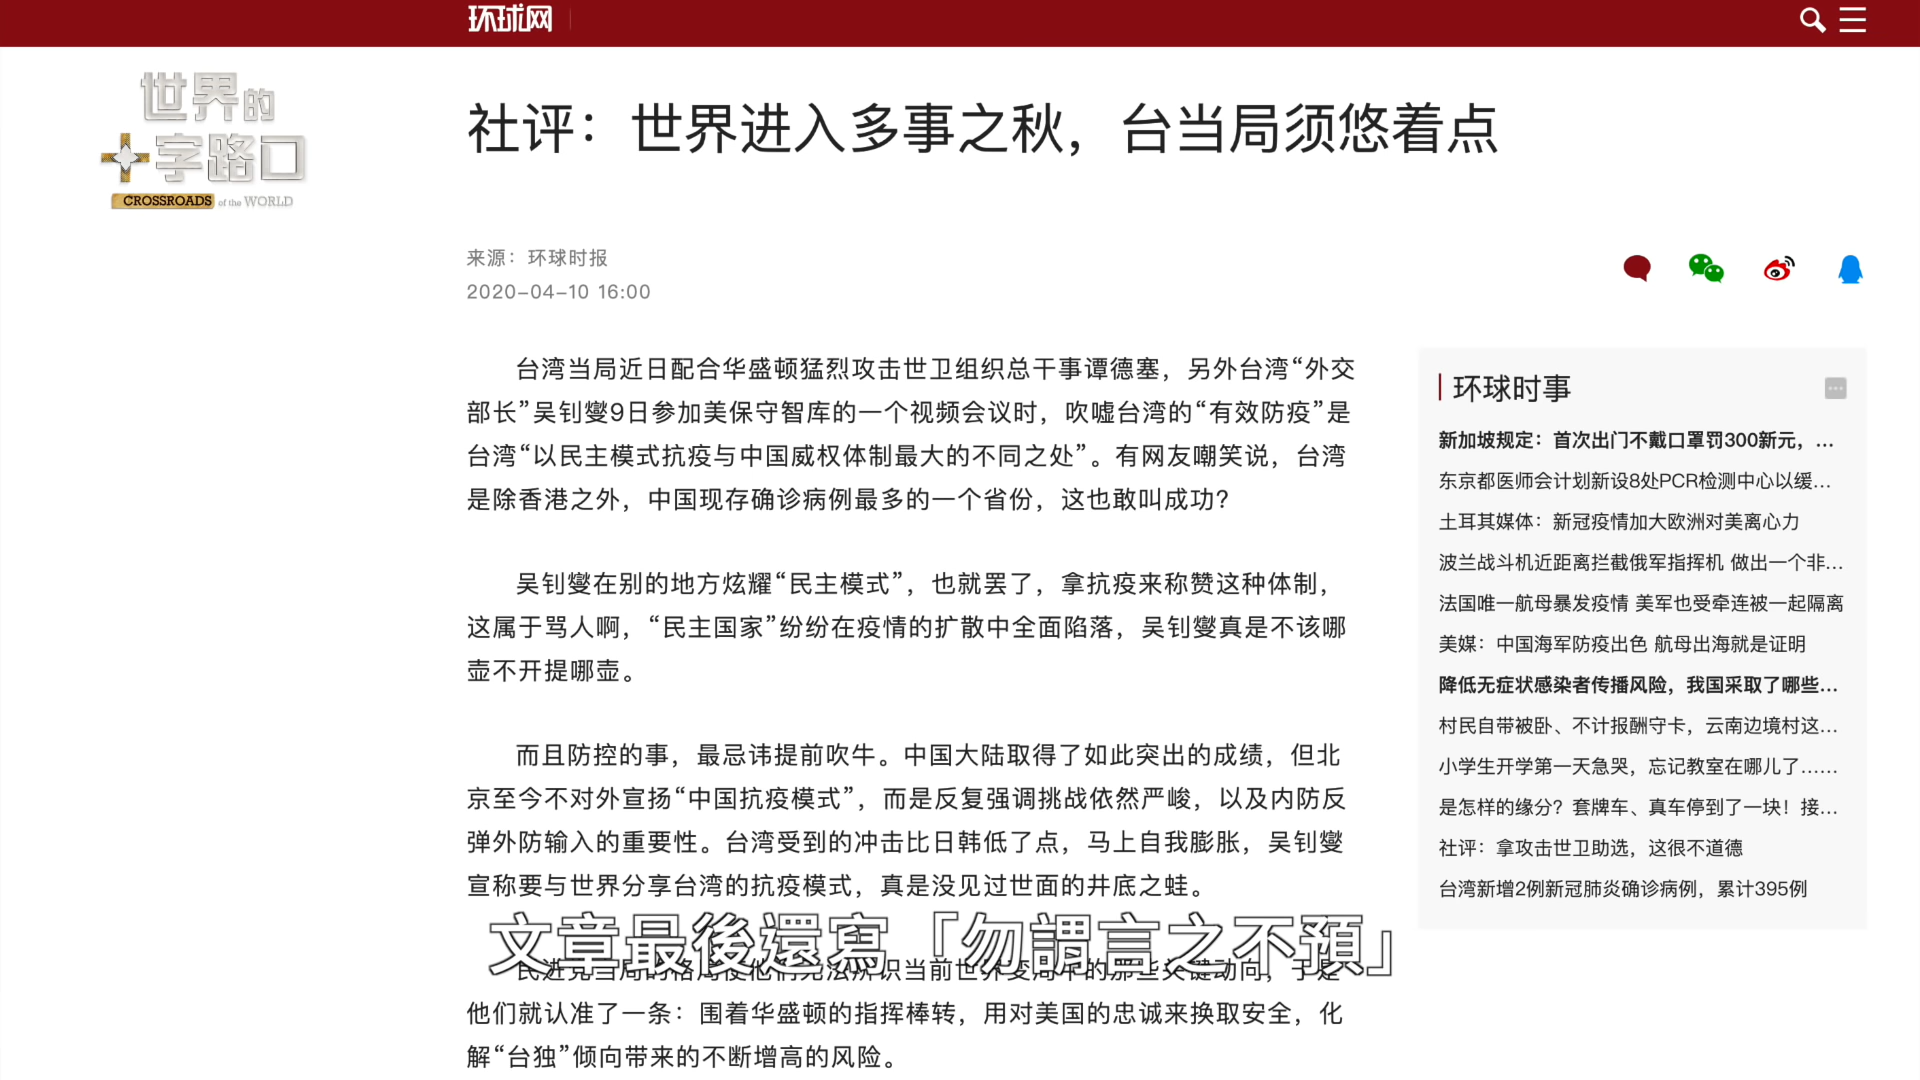 环球网
世界的
十字路口
CROSSROADS of the WORLD
社评：世界进入多事之秋，台当局须悠着点
来源：环球时报
2020-04-10 16:00
台湾当局近日配合华盛顿猛烈攻击世卫组织总干事谭德塞，另外台湾“外交
部长”吴钊燮9日参加美保守智库的一个视频会议时，吹嘘台湾的“有效防疫”是
台湾“以民主模式抗疫与中国威权体制最大的不同之处”。有网友嘲笑说，台湾
是除香港之外，中国现存确诊病例最多的一个省份，这也敢叫成功？
吴钊燮在别的地方炫耀“民主模式”，也就罢了，拿抗疫来称赞这种体制，
这属于骂人啊，“民主国家”纷纷在疫情的扩散中全面陷落，吴钊燮真是不该哪
壶不开提哪壶。
而且防控的事，最忌讳提前吹牛。中国大陆取得了如此突出的成绩，但北
京至今不对外宣扬“中国抗疫模式”，而是反复强调挑战依然严峻，以及内防反
弹外防输入的重要性。台湾受到的冲击比日韩低了点，马上自我膨胀，吴钊燮
宣称要与世界分享台湾的抗疫模式，真是没见过世面的井底之蛙。
文章最後還寫「勿謂言之不預」
民进党当局的格局使他们无法辨识当前世界变局中的那些关键动向，于是
他们就认准了一条：围着华盛顿的指挥棒转，用对美国的忠诚来换取安全，化
解“台独”倾向带来的不断增高的风险。
环球时事
新加坡规定：首次出门不戴口罩罚300新元，...
东京都医师会计划新设8处PCR检测中心以缓...
土耳其媒体：新冠疫情加大欧洲对美离心力
波兰战斗机近距离拦截俄军指挥机 做出一个非...
法国唯一航母暴发疫情 美军也受牵连被一起隔离
美媒：中国海军防疫出色 航母出海就是证明
降低无症状感染者传播风险，我国采取了哪些...
村民自带被卧、不计报酬守卡，云南边境村这...
小学生开学第一天急哭，忘记教室在哪儿了……
是怎样的缘分？套牌车、真车停到了一块！接...
社评：拿攻击世卫助选，这很不道德
台湾新增2例新冠肺炎确诊病例，累计395例